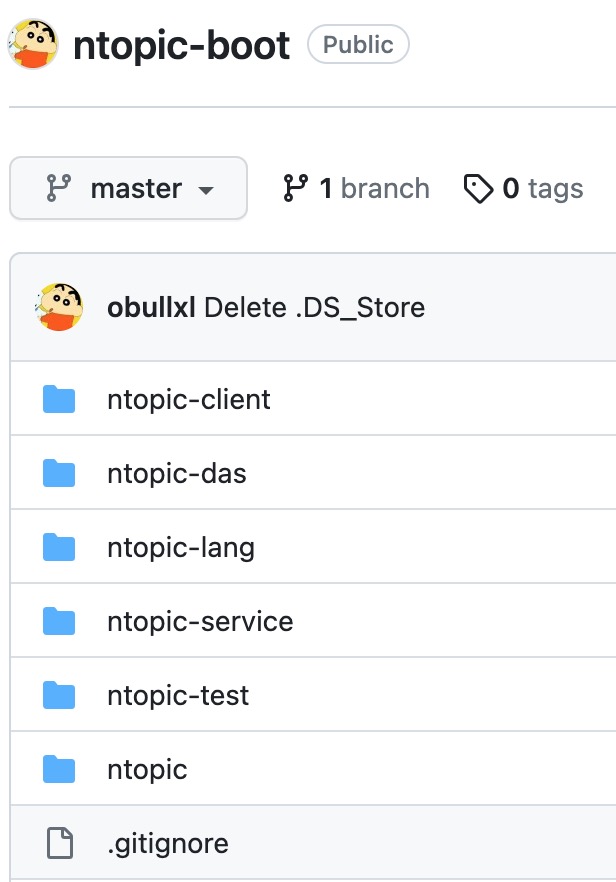 ntopic-boot Public
master 1 branch 0 tags
obullxl Delete .DS_Store
ntopic-client
ntopic-das
ntopic-lang
ntopic-service
ntopic-test
ntopic
.gitignore